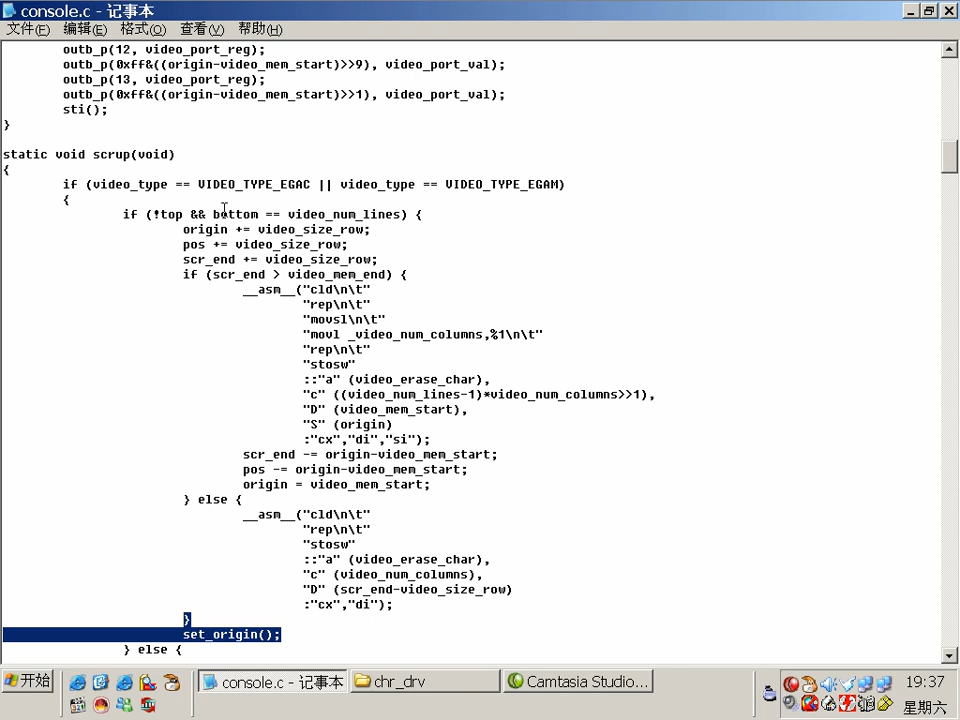 console.c - 记事本
文件(F) 编辑(E) 格式(O) 查看(V) 帮助(H)
outb_p(12, video_port_reg);
outb_p(0xff&((origin-video_mem_start)>>9), video_port_val);
outb_p(13, video_port_reg);
outb_p(0xff&((origin-video_mem_start)>>1), video_port_val);
sti();
}
static void scrup(void)
{
if (video_type == VIDEO_TYPE_EGAC || video_type == VIDEO_TYPE_EGAM)
{
if (!top && bottom == video_num_lines) {
origin += video_size_row;
pos += video_size_row;
scr_end += video_size_row;
if (scr_end > video_mem_end) {
__asm__("cld\n\t"
"rep\n\t"
"movsl\n\t"
"movl _video_num_columns,%1\n\t"
"rep\n\t"
"stosw"
::"a" (video_erase_char),
"c" ((video_num_lines-1)*video_num_columns>>1),
"D" (video_mem_start),
"S" (origin)
:"cx","di","si");
scr_end -= origin-video_mem_start;
pos -= origin-video_mem_start;
origin = video_mem_start;
} else {
__asm__("cld\n\t"
"rep\n\t"
"stosw"
::"a" (video_erase_char),
"c" (video_num_columns),
"D" (scr_end-video_size_row)
:"cx","di");
}
set_origin();
} else {
开始 console.c - 记事本 chr_drv Camtasia Studio... 19:37
星期六